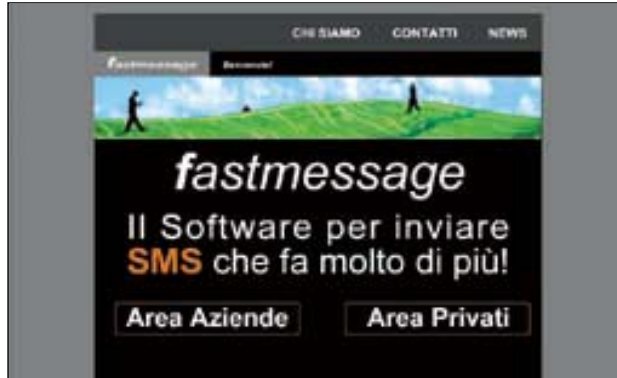 CHI SIAMO CONTATTI NEWS
fastmessage Benvenuto!
fastmessage
Il Software per inviare
SMS che fa molto di più!
Area Aziende Area Privati